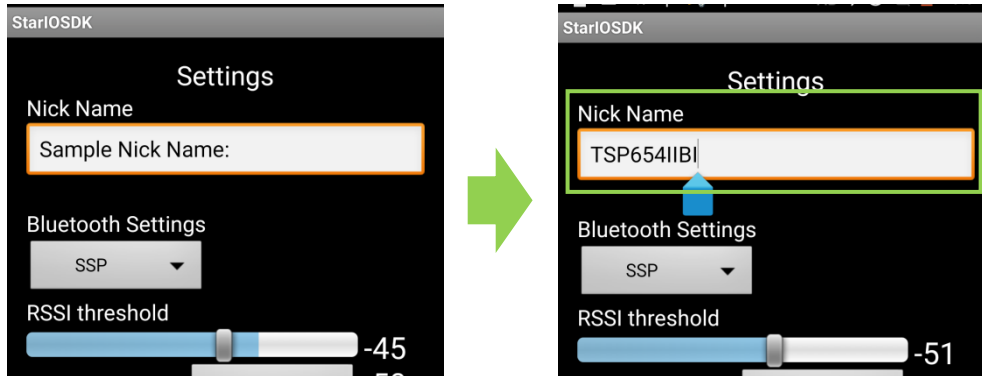 StarIOSDK
Settings
Nick Name
Sample Nick Name:
Bluetooth Settings
SSP
RSSI threshold
-45
StarIOSDK
Settings
Nick Name
TSP654IIBI
Bluetooth Settings
SSP
RSSI threshold
-51